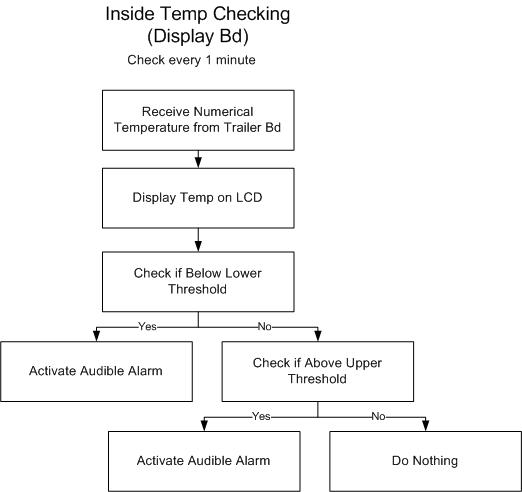 Inside Temp Checking
(Display Bd)
Check every 1 minute
Receive Numerical
Temperature from Trailer Bd
Display Temp on LCD
Check if Below Lower
Threshold
Yes
No
Activate Audible Alarm
Check if Above Upper
Threshold
Yes
No
Activate Audible Alarm
Do Nothing